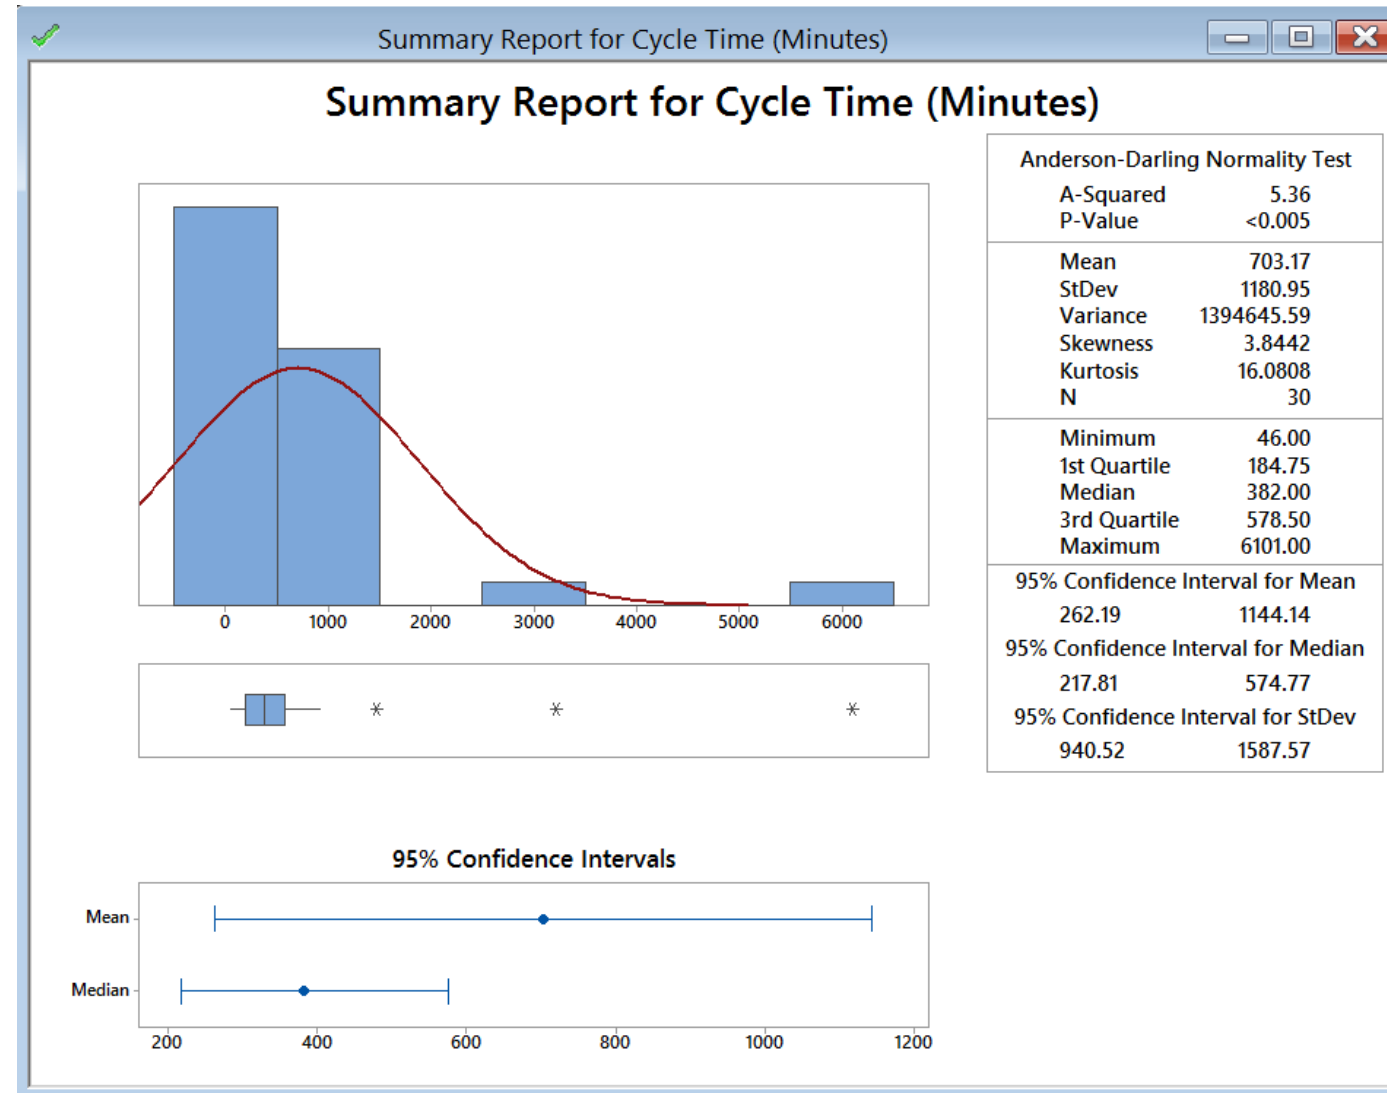 Summary Report for Cycle Time (Minutes)
Summary Report for Cycle Time (Minutes)
Anderson-Darling Normality Test
A-Squared 5.36
P-Value <0.005
Mean 703.17
StDev 1180.95
Variance 1394645.59
Skewness 3.8442
Kurtosis 16.0808
N 30
Minimum 46.00
1st Quartile 184.75
Median 382.00
3rd Quartile 578.50
Maximum 6101.00
95% Confidence Interval for Mean
262.19 1144.14
95% Confidence Interval for Median
217.81 574.77
95% Confidence Interval for StDev
940.52 1587.57
0 1000 2000 3000 4000 5000 6000
95% Confidence Intervals
Mean
Median
200 400 600 800 1000 1200